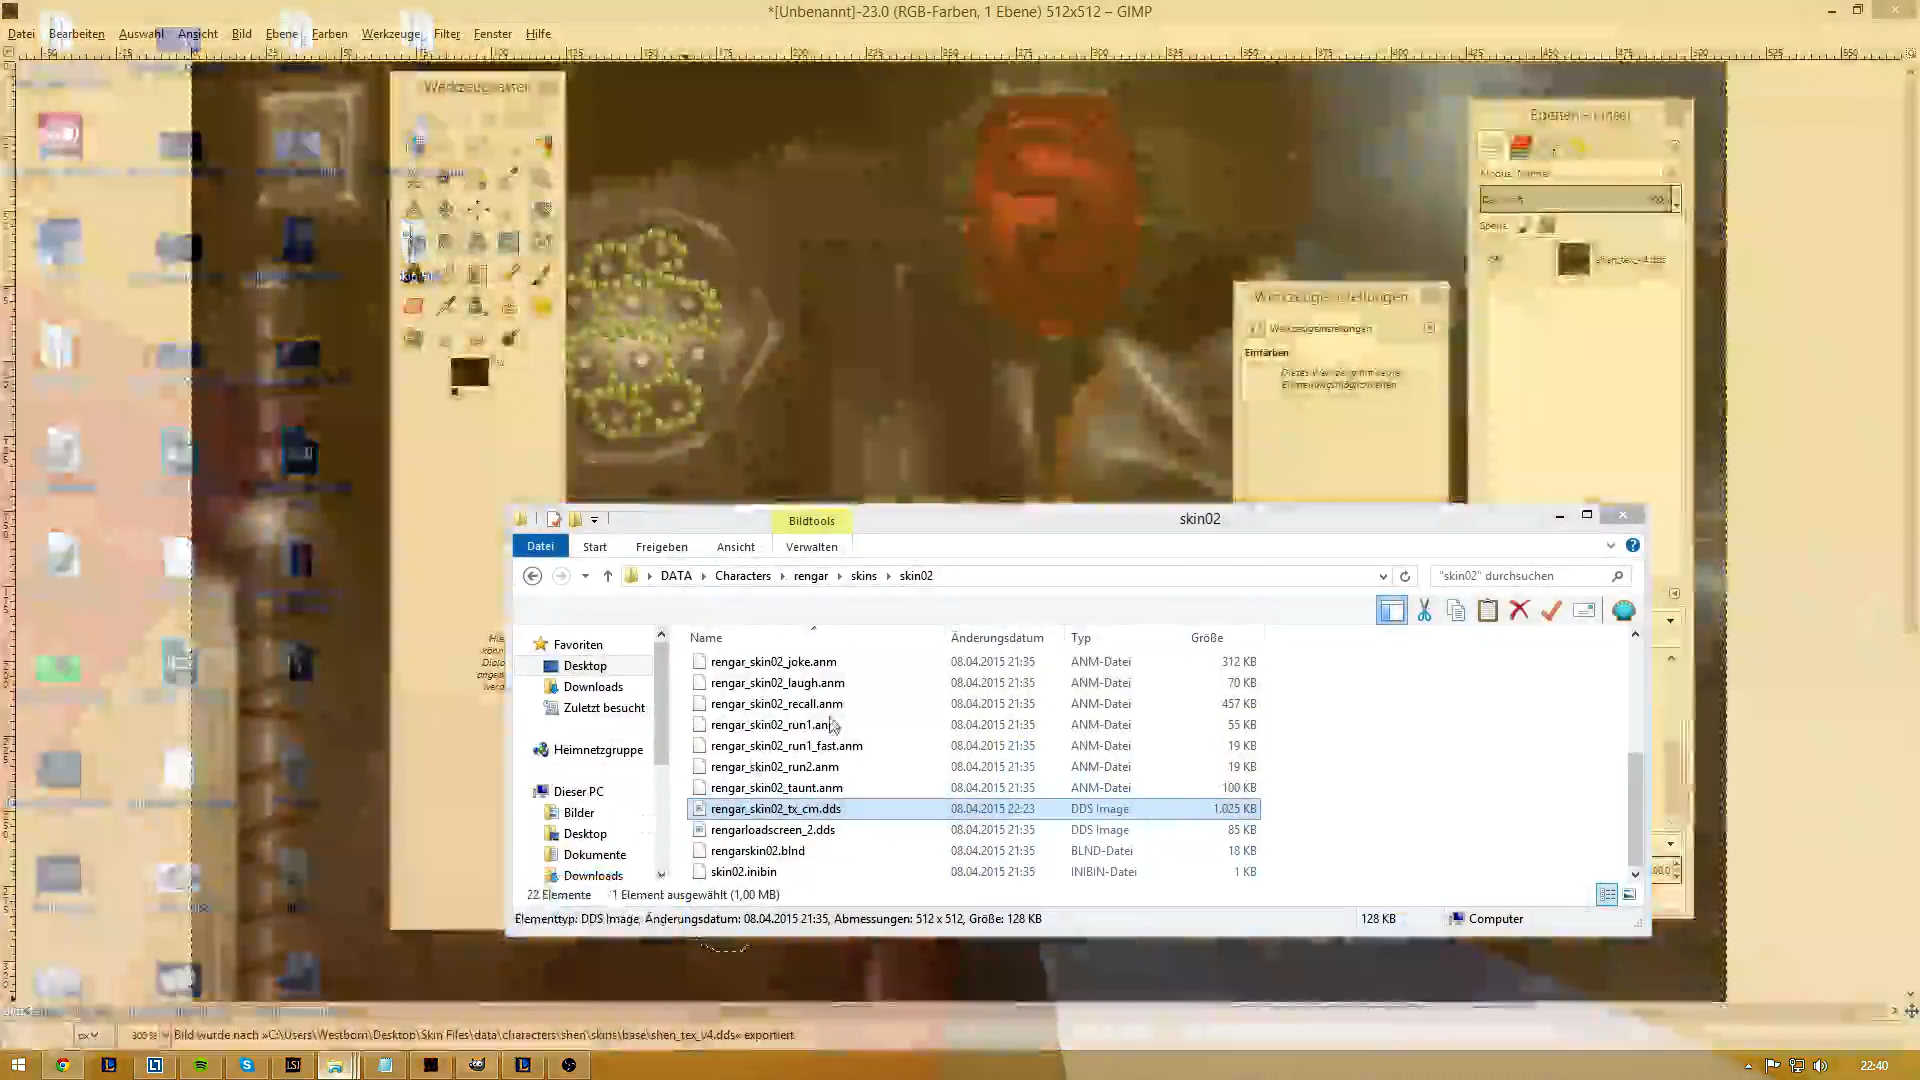 *[Unbenannt]-23.0 (RGB-Farben, 1 Ebene) 512x512 – GIMP
Datei Bearbeiten Auswahl Ansicht Bild Ebene Farben Werkzeuge Filter Fenster Hilfe
Modus: Normal
Werkzeugeinstellungen
Werkzeugeinstellungen
Einfärben
Bildtools
skin02
Datei Start Freigeben Ansicht Verwalten
DATA Characters rengar skins skin02
"skin02" durchsuchen
Name Änderungsdatum Typ Größe
Favoriten
Desktop
Downloads
Zuletzt besucht
Heimnetzgruppe
Dieser PC
Bilder
Desktop
Dokumente
Downloads
rengar_skin02_joke.anm 08.04.2015 21:35 ANM-Datei 312 KB
rengar_skin02_laugh.anm 08.04.2015 21:35 ANM-Datei 70 KB
rengar_skin02_recall.anm 08.04.2015 21:35 ANM-Datei 457 KB
rengar_skin02_run1.anm 08.04.2015 21:35 ANM-Datei 55 KB
rengar_skin02_run1_fast.anm 08.04.2015 21:35 ANM-Datei 19 KB
rengar_skin02_run2.anm 08.04.2015 21:35 ANM-Datei 19 KB
rengar_skin02_taunt.anm 08.04.2015 21:35 ANM-Datei 100 KB
rengar_skin02_tx_cm.dds 08.04.2015 22:23 DDS Image 1.025 KB
rengarloadscreen_2.dds 08.04.2015 21:35 DDS Image 85 KB
rengarskin02.blnd 08.04.2015 21:35 BLND-Datei 18 KB
skin02.inibin 08.04.2015 21:35 INIBIN-Datei 1 KB
22 Elemente 1 Element ausgewählt (1,00 MB)
Elementtyp: DDS Image, Änderungsdatum: 08.04.2015 21:35, Abmessungen: 512 x 512, Größe: 128 KB 128 KB Computer
px 300 % Bild wurde nach »C:\Users\Westborn\Desktop\Skin Files\data\characters\shen\skins\base\shen_tex_v4.dds« exportiert
22:40